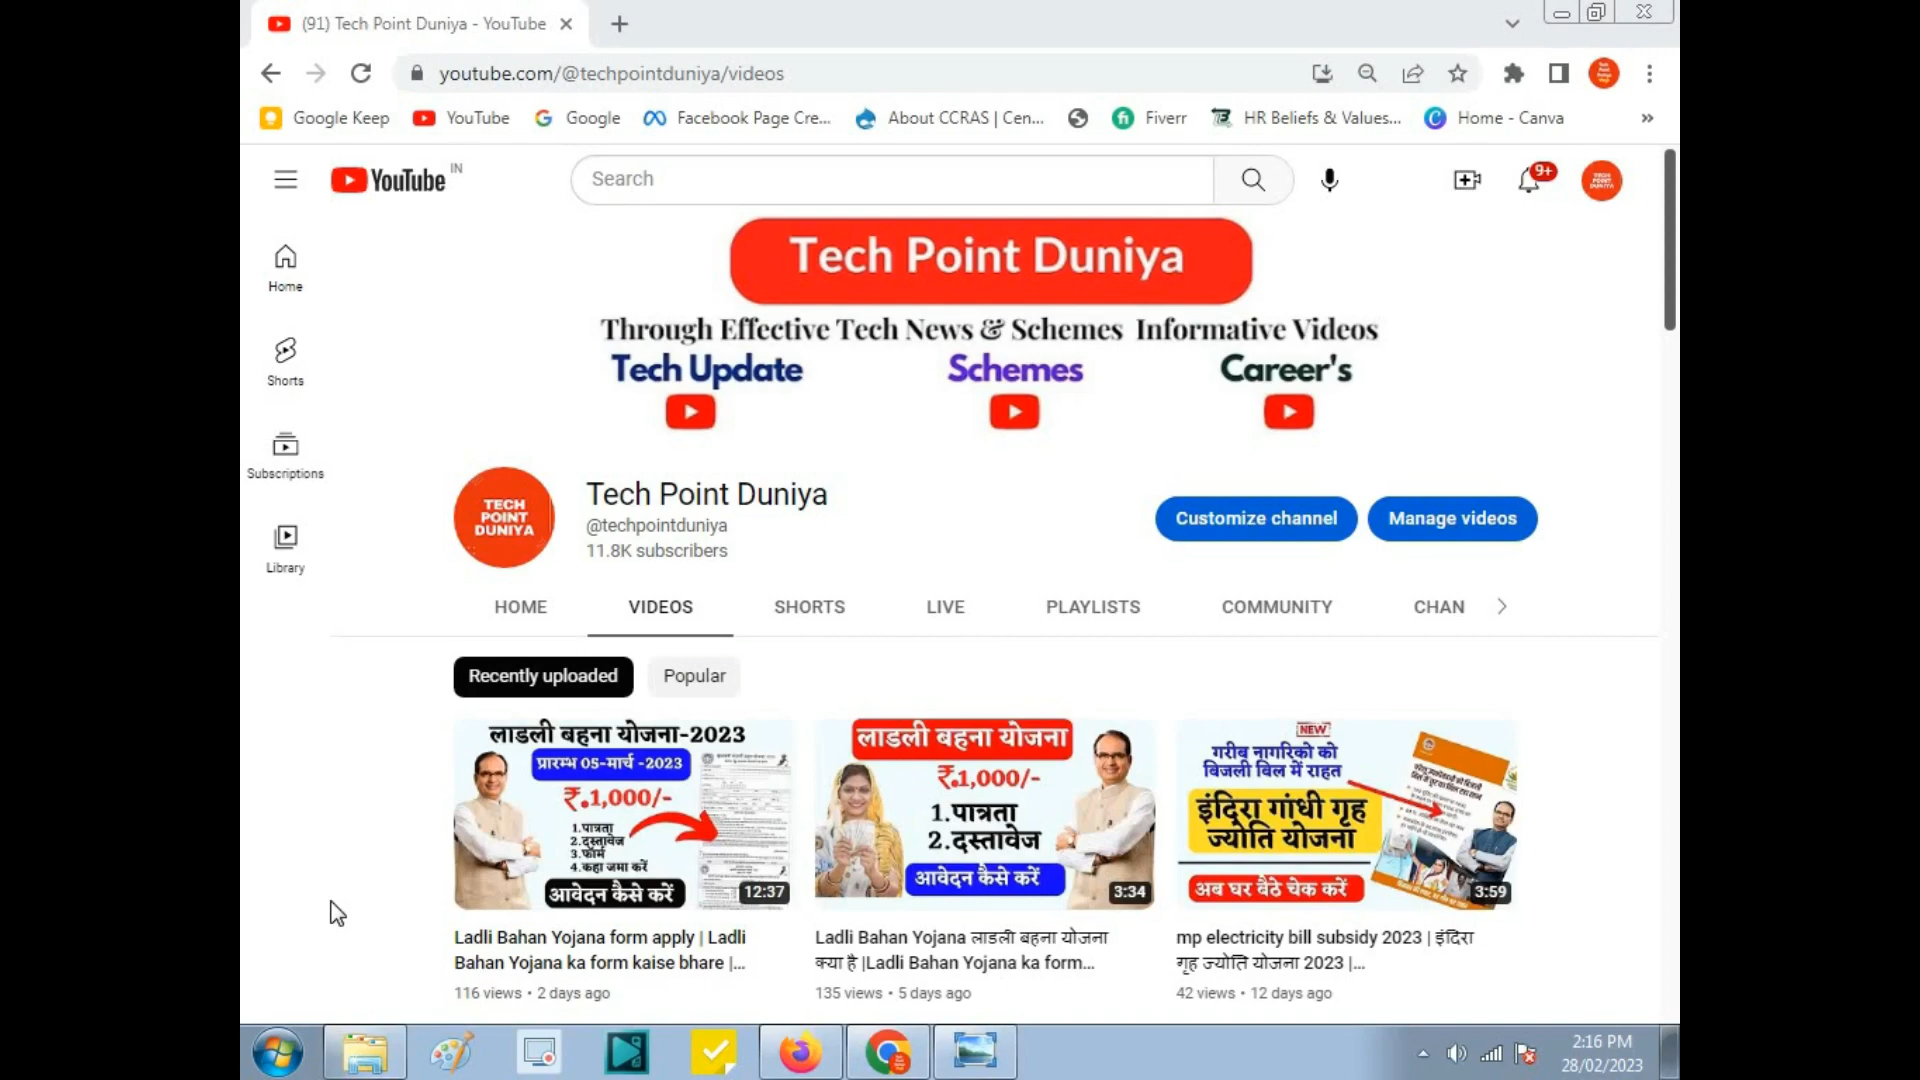 (91) Tech Point Duniya - YouTube
youtube.com/@techpointduniya/videos
Google Keep YouTube Google Facebook Page Cre... About CCRAS | Cen... Fiverr HR Beliefs & Values... Home - Canva »
YouTube IN
Search
9+
TECH POINT DUNIYA
Tech Point Duniya
Through Effective Tech News & Schemes Informative Videos
Tech Update Schemes Career's
Home
Shorts
Subscriptions
Library
TECH
POINT
DUNIYA
Tech Point Duniya
@techpointduniya
11.8K subscribers
Customize channel Manage videos
HOME VIDEOS SHORTS LIVE PLAYLISTS COMMUNITY CHAN
Recently uploaded Popular
लाडली बहना योजना-2023
प्रारम्भ 05-मार्च -2023
₹.1,000/-
1.पात्रता
2.दस्तावेज
3.फॉर्म
4.कहा जमा करें
आवेदन कैसे करें
12:37
लाडली बहना योजना
₹.1,000/-
1.पात्रता
2.दस्तावेज
आवेदन कैसे करें
3:34
NEW
गरीब नागरिको को
बिजली बिल में राहत
इंदिरा गांधी गृह
ज्योति योजना
अब घर बैठे चेक करें
3:59
Ladli Bahan Yojana form apply | Ladli
Bahan Yojana ka form kaise bhare |...
116 views • 2 days ago
Ladli Bahan Yojana लाडली बहना योजना
क्या है |Ladli Bahan Yojana ka form...
135 views • 5 days ago
mp electricity bill subsidy 2023 | इंदिरा
गृह ज्योति योजना 2023 |...
42 views • 12 days ago
2:16 PM
28/02/2023